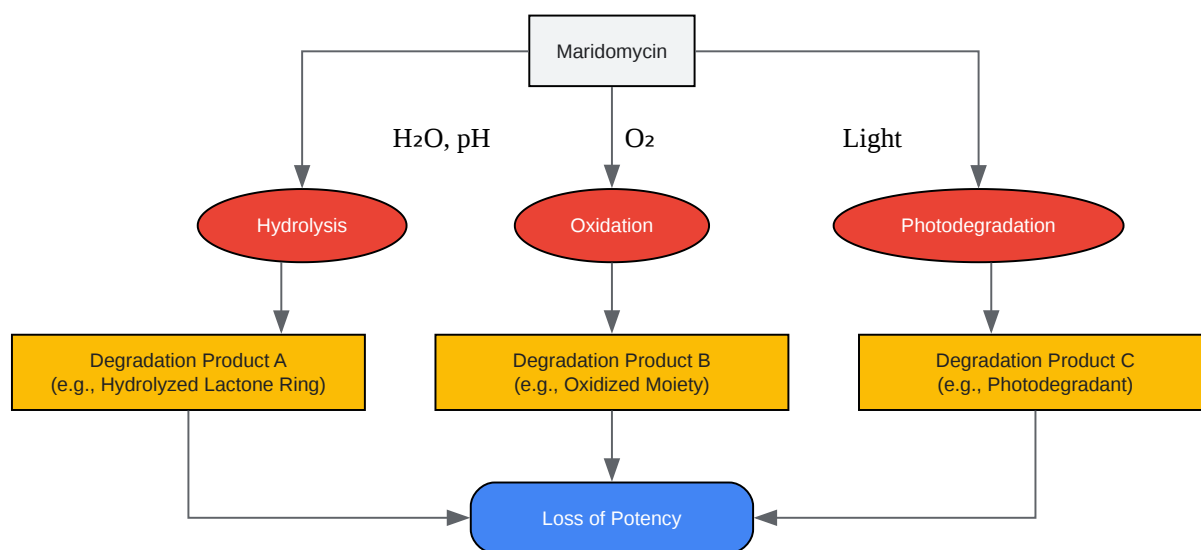 Maridomycin
H₂O, pH
O₂
Light
Hydrolysis
Oxidation
Photodegradation
Degradation Product A
(e.g., Hydrolyzed Lactone Ring)
Degradation Product B
(e.g., Oxidized Moiety)
Degradation Product C
(e.g., Photodegradant)
Loss of Potency